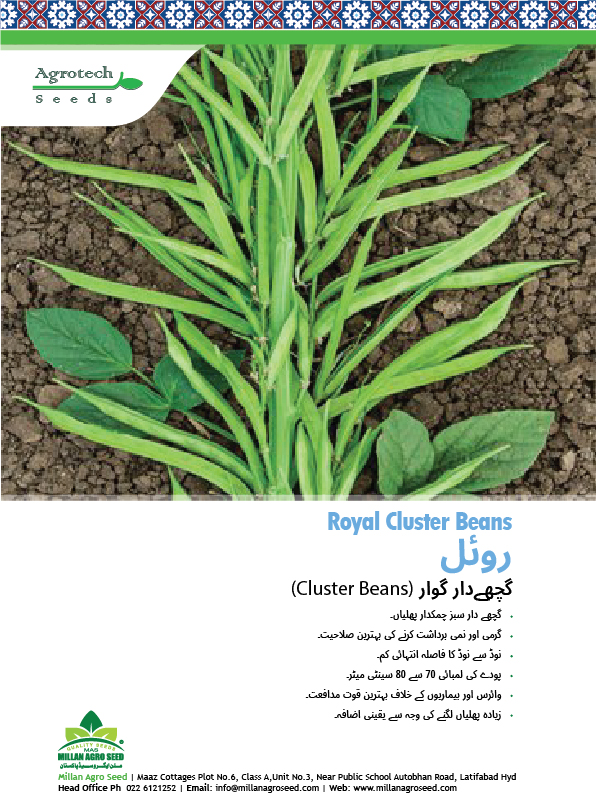 Agrotech
Seeds®
Royal Cluster Beans
روئل
گچھےدار گوار (Cluster Beans)
• گچھے دار سبز چمکدار پھلیاں۔
• گرمی اور نمی برداشت کرنے کی بہترین صلاحیت۔
• نوڈ سے نوڈ کا فاصلہ انتہائی کم۔
• پودے کی لمبائی 70 سے 80 سینٹی میٹر۔
• وائرس اور بیماریوں کے خلاف بہترین قوت مدافعت۔
• زیادہ پھلیاں لگنے کی وجہ سے یقینی اضافہ۔
QUALITY SEEDS
MAS
MILLAN AGRO SEED
ملن ایگرو سیڈ پاکستان
Millan Agro Seed | Maaz Cottages Plot No.6, Class A,Unit No.3, Near Public School Autobhan Road, Latifabad Hyd
Head Office Ph 022 6121252 | Email: info@millanagroseed.com | Web: www.millanagroseed.com